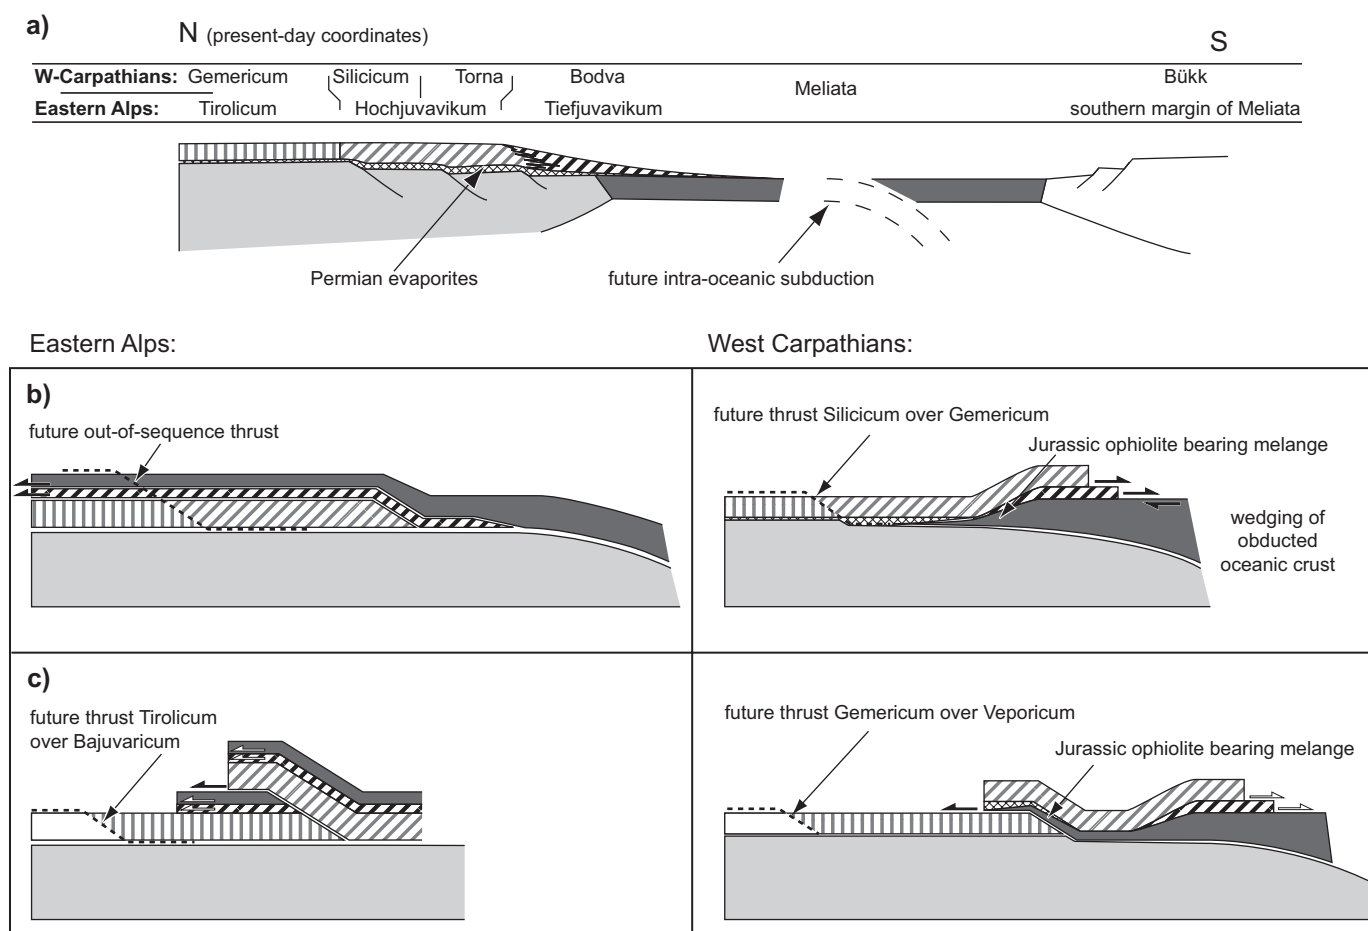 a)
N (present-day coordinates)
S
W-Carpathians: Gemericum Silicicum Torna Bodva Meliata Bükk
Eastern Alps: Tirolicum Hochjuvavikum Tiefjuvavikum southern margin of Meliata
Permian evaporites
future intra-oceanic subduction
Eastern Alps:
West Carpathians:
b)
future out-of-sequence thrust
future thrust Silicicum over Gemericum
Jurassic ophiolite bearing melange
wedging of
obducted
oceanic crust
c)
future thrust Tirolicum
over Bajuvaricum
future thrust Gemericum over Veporicum
Jurassic ophiolite bearing melange